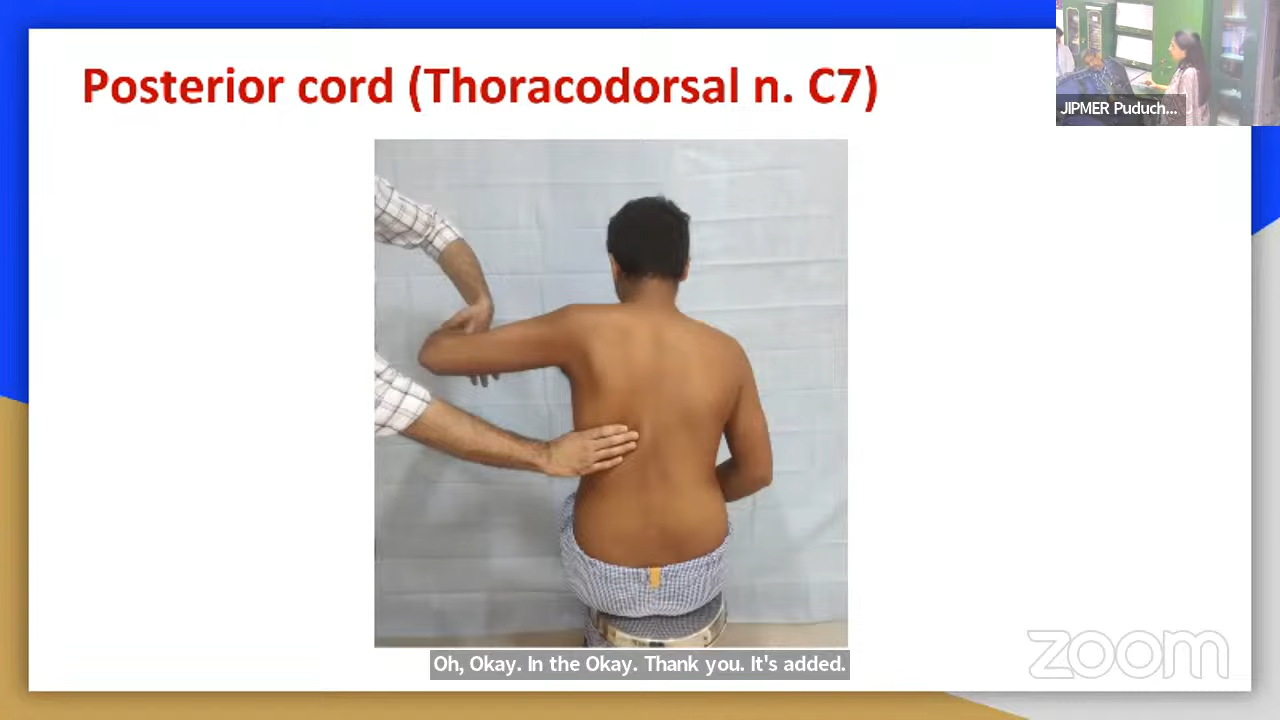 Posterior cord (Thoracodorsal n. C7)
JIPMER Puduch...
Oh, Okay. In the Okay. Thank you. It's added.
zoom